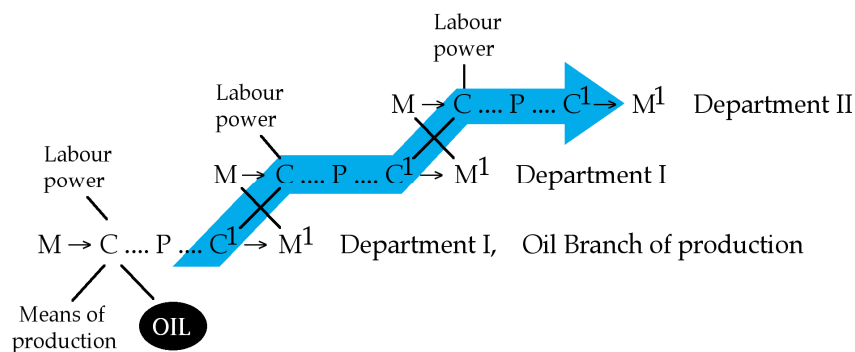 Labour
power
M → C .... P .... C¹ → M¹ Department II
Labour
power
M → C .... P .... C¹ → M¹ Department I
Labour
power
M → C .... P .... C¹ → M¹ Department I, Oil Branch of production
Means of
production
OIL